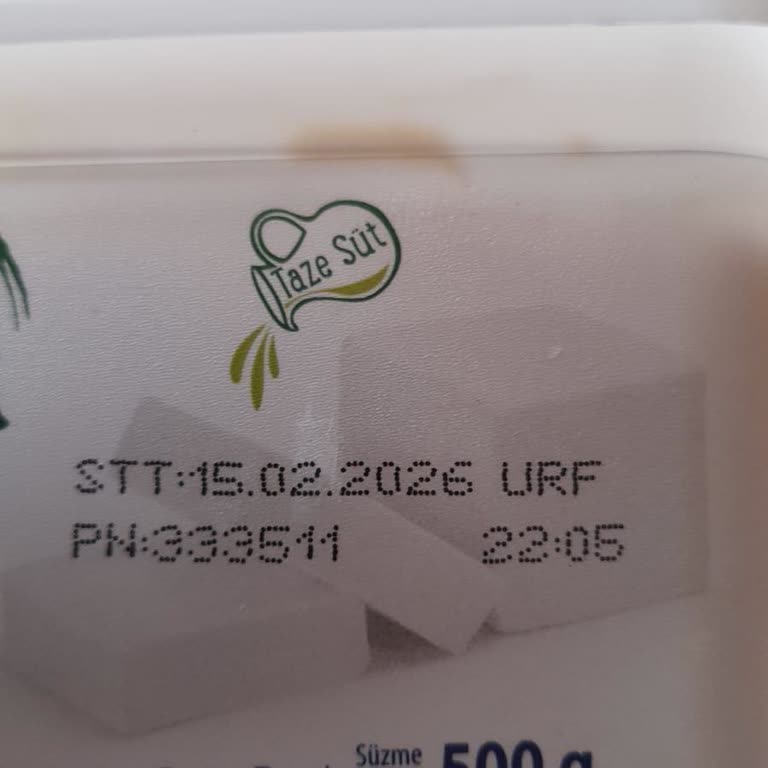 Taze Süt
STT:15.02.2026 URF
PN:333511 22:05
Süzme 500 g